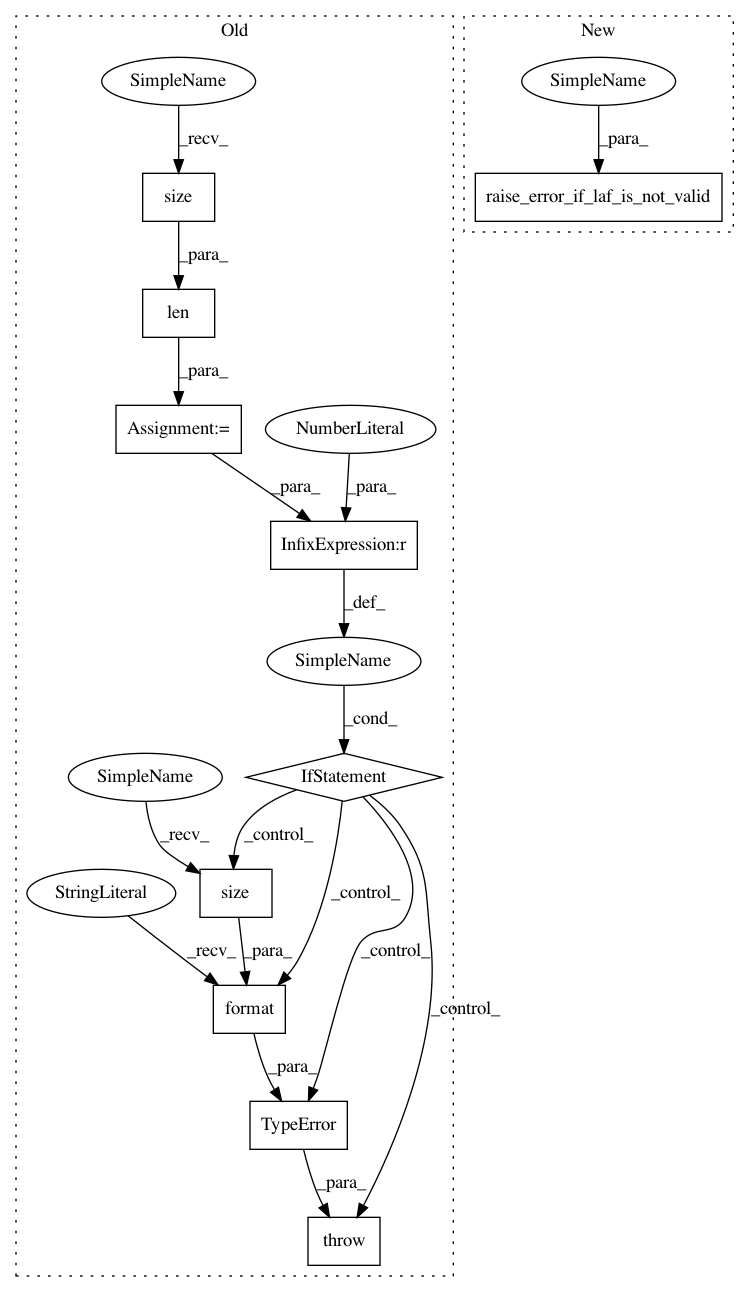 Old
New
SimpleName
SimpleName
_recv_
_para_
size
raise_error_if_laf_is_not_valid
_para_
len
_para_
Assignment:=
NumberLiteral
_para_
_para_
InfixExpression:r
_def_
SimpleName
_cond_
SimpleName
IfStatement
_recv_
_control_
StringLiteral
size
_control_
_recv_
_para_
_control_
format
_control_
_para_
TypeError
_para_
throw